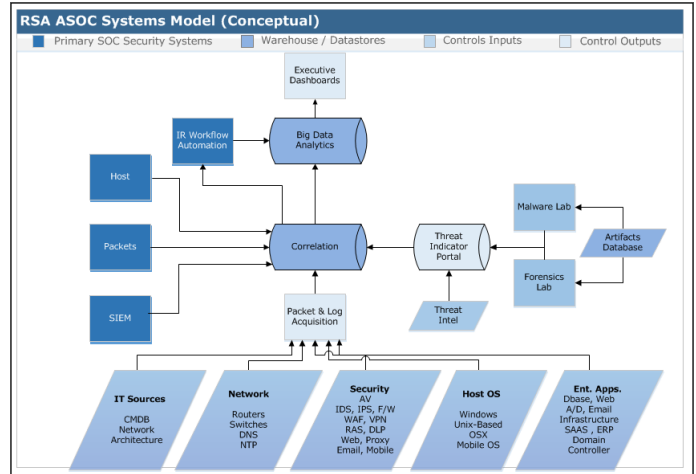 RSA ASOC Systems Model (Conceptual)
Primary SOC Security Systems
Warehouse / Datastores
Controls Inputs
Control Outputs
Executive
Dashboards
IR Workflow
Automation
Big Data
Analytics
Host
Packets
SIEM
Correlation
Threat
Indicator
Portal
Malware Lab
Forensics
Lab
Artifacts
Database
Threat
Intel
Packet & Log
Acquisition
IT Sources
CMDB
Network
Architecture
Network
Routers
Switches
DNS
NTP
Security
AV
IDS, IPS, F/W
WAF, VPN
RAS, DLP
Web, Proxy
Email, Mobile
Host OS
Windows
Unix-Based
OSX
Mobile OS
Ent. Apps.
Dbase, Web
A/D, Email
Infrastructure
SAAS , ERP
Domain
Controller